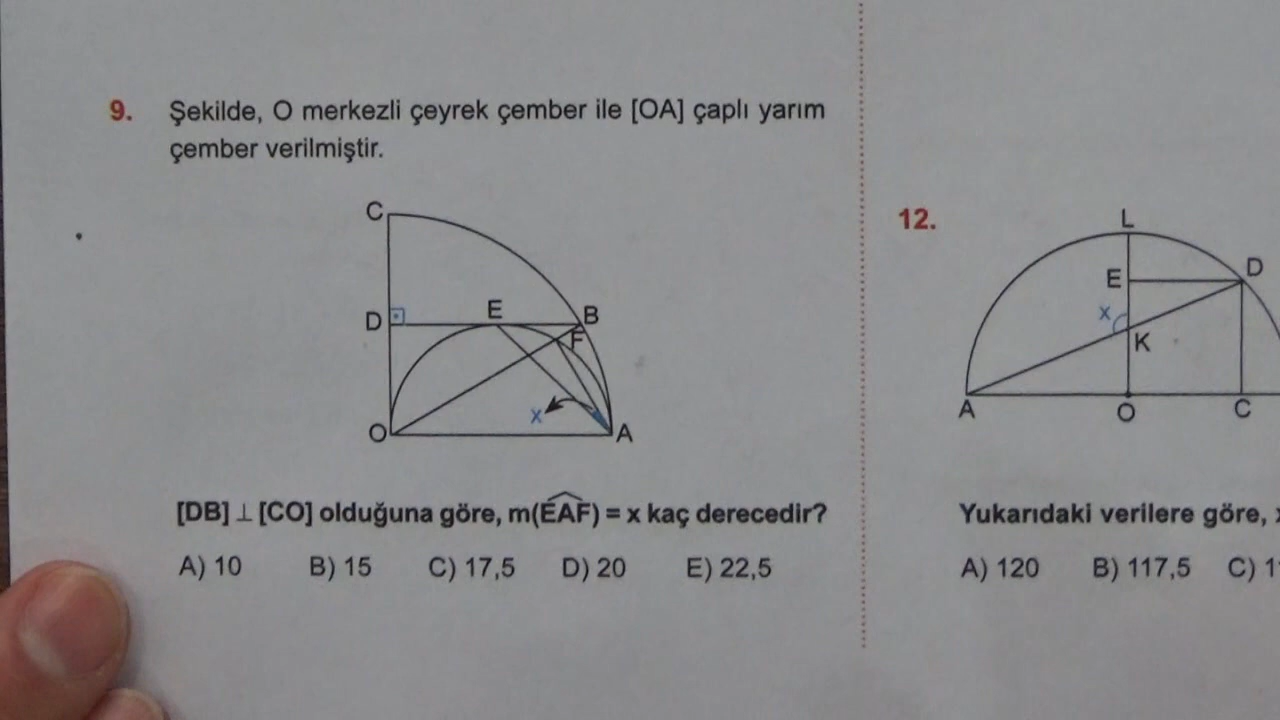 9. Şekilde, O merkezli çeyrek çember ile [OA] çaplı yarım
çember verilmiştir.
C
D
E
B
F
x
O
A
[DB] ⊥ [CO] olduğuna göre, m(EAF) = x kaç derecedir?
A) 10 B) 15 C) 17,5 D) 20 E) 22,5
12.
L
E
D
x
K
A
O
C
Yukarıdaki verilere göre,
A) 120 B) 117,5 C) 1